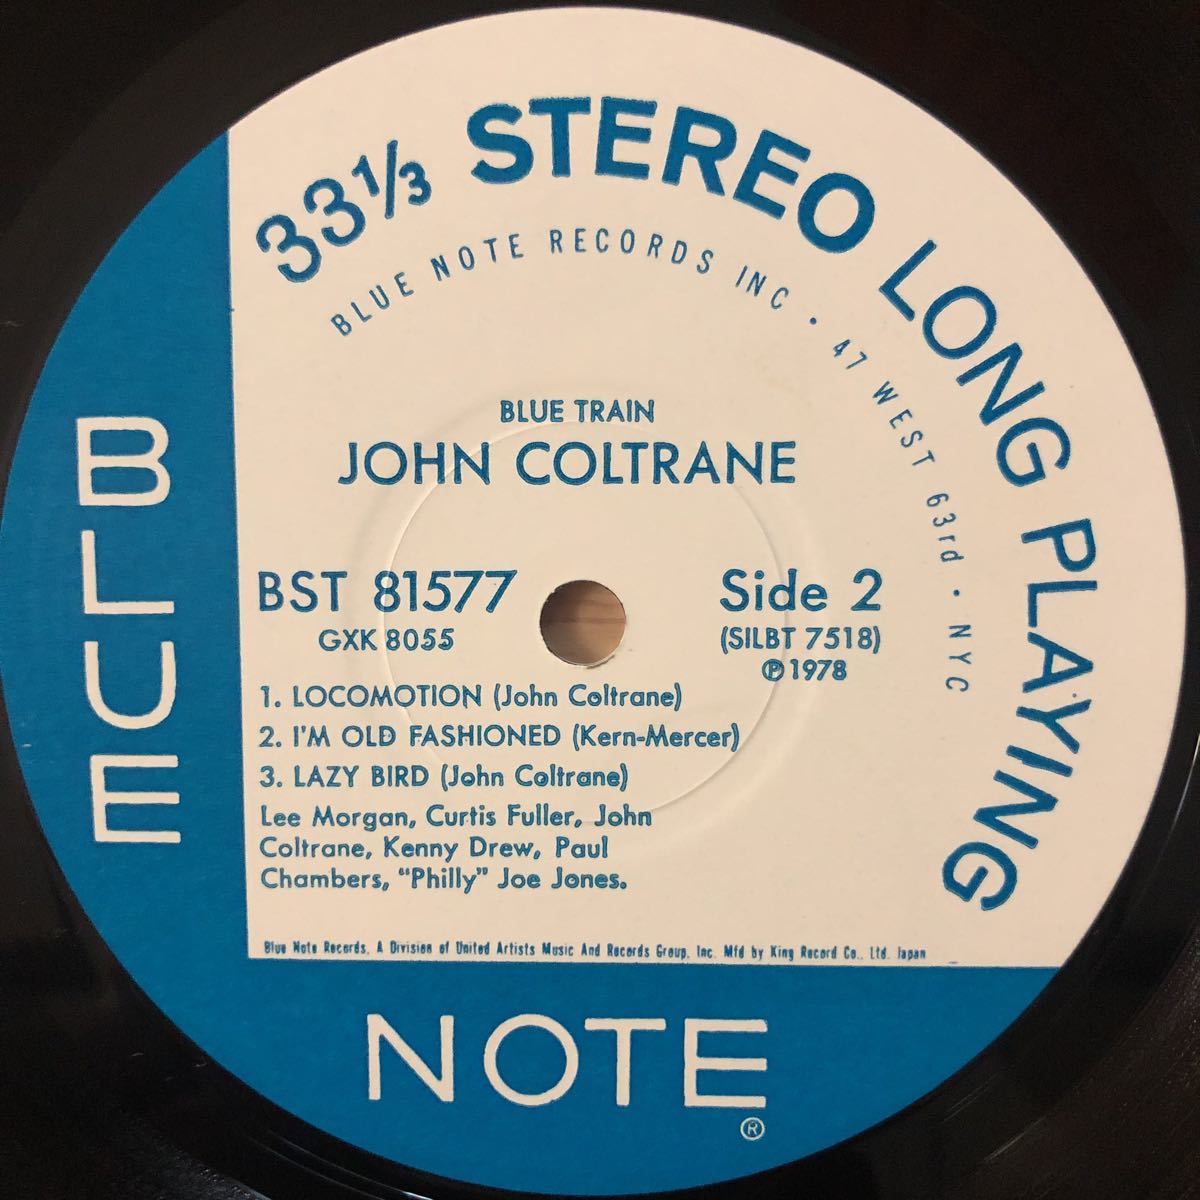 33⅓ STEREO LONG PLAYING
BLUE NOTE RECORDS INC · 47 WEST 63rd · NYC
BLUE TRAIN
JOHN COLTRANE
BST 81577
GXK 8055
Side 2
(SILBT 7518)
℗1978
1. LOCOMOTION (John Coltrane)
2. I'M OLD FASHIONED (Kern-Mercer)
3. LAZY BIRD (John Coltrane)
Lee Morgan, Curtis Fuller, John
Coltrane, Kenny Drew, Paul
Chambers, "Philly" Joe Jones.
Blue Note Records, A Division of United Artists Music And Records Group, Inc. Mfd by King Record Co., Ltd. Japan
BLUE
NOTE®